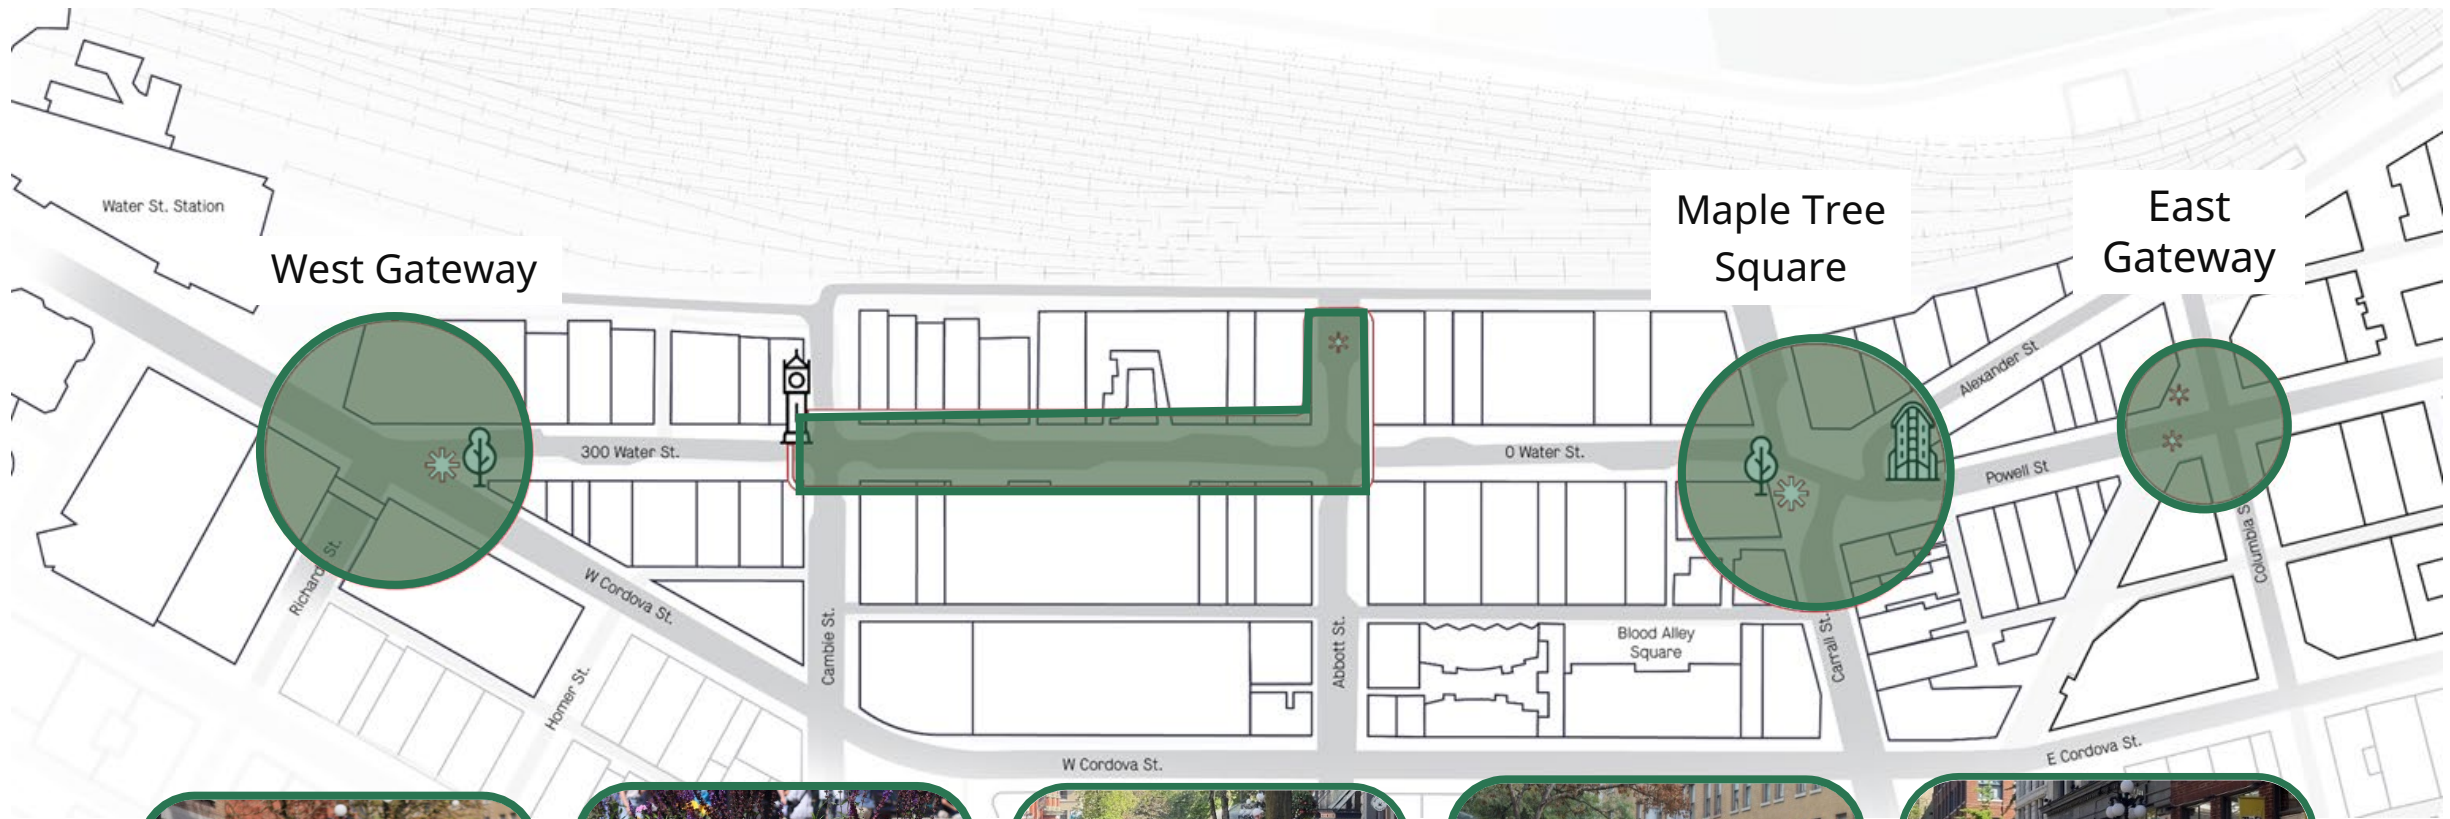 Water St. Station
West Gateway
Maple Tree
Square
East
Gateway
300 Water St.
0 Water St.
Alexander St
Powell St
Columbia S
Richard
St.
W Cordova St.
Homer St.
Cambie St.
Abbott St.
Blood Alley
Square
Carrall St.
W Cordova St.
E Cordova St.